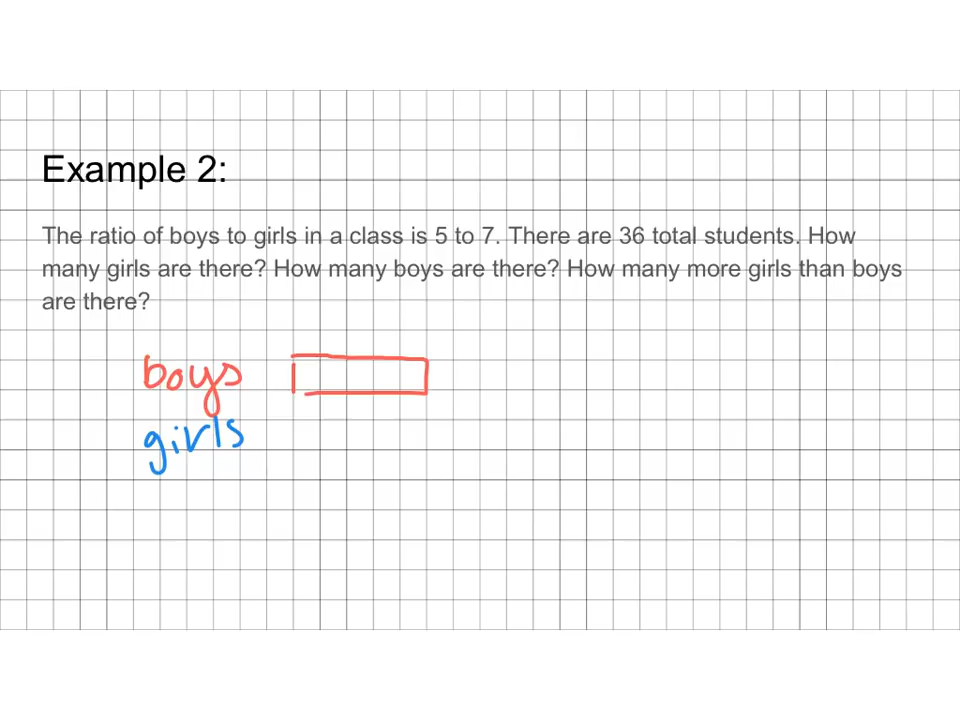 Example 2:
The ratio of boys to girls in a class is 5 to 7. There are 36 total students. How
many girls are there? How many boys are there? How many more girls than boys
are there?
boys
girls